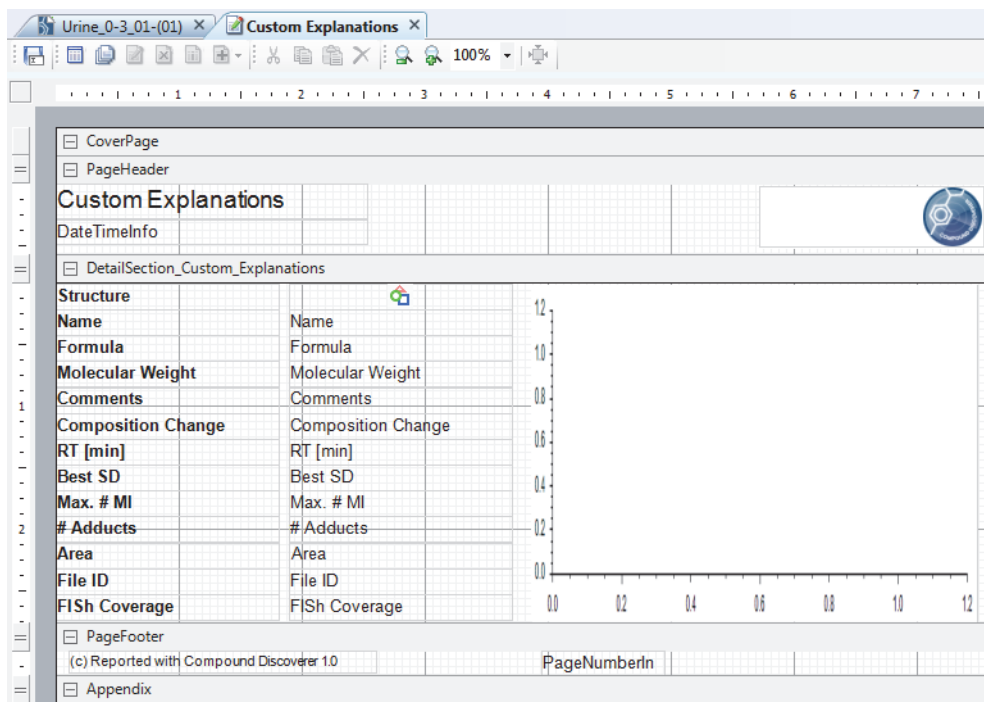 Urine_0-3_01-(01) Custom Explanations
100%
1 2 3 4 5 6 7
CoverPage
PageHeader
Custom Explanations
DateTimeInfo
DetailSection_Custom_Explanations
Structure
Name Name
Formula Formula
Molecular Weight Molecular Weight
Comments Comments
Composition Change Composition Change
RT [min] RT [min]
Best SD Best SD
Max. # MI Max. # MI
# Adducts # Adducts
Area Area
File ID File ID
FISh Coverage FISh Coverage
1.2
1.0
0.8
0.6
0.4
0.2
0.0
0.0 0.2 0.4 0.6 0.8 1.0 1.2
1
2
PageFooter
(c) Reported with Compound Discoverer 1.0 PageNumberIn
Appendix